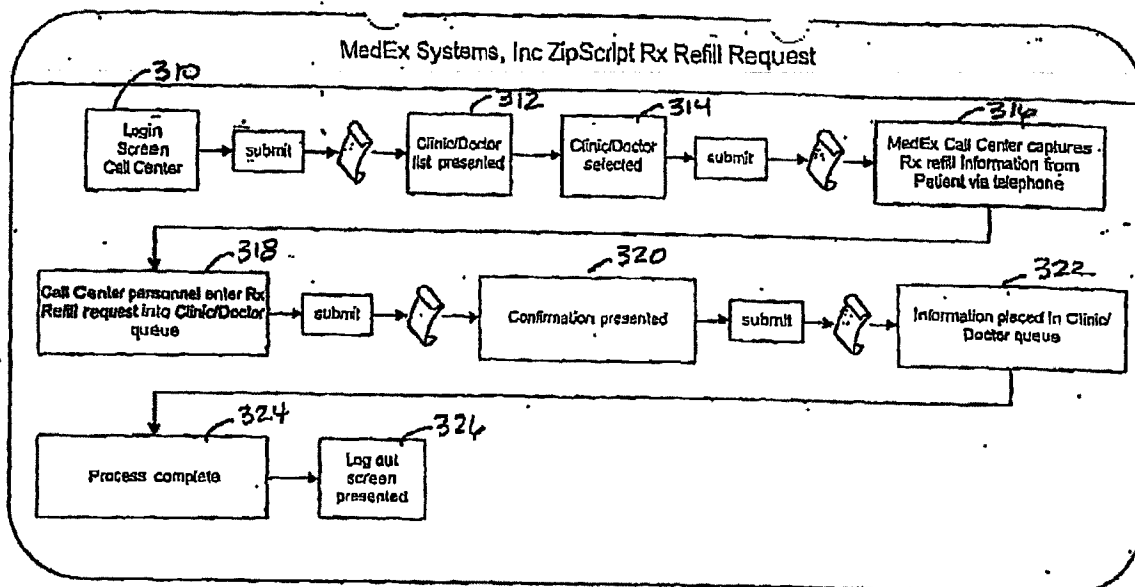 MedEx Systems, Inc ZipScript Rx Refill Request
310
312
314
316
Login
Screen
Call Center
submit
Clinic/Doctor
list presented
Clinic/Doctor
selected
submit
MedEx Call Center captures
Rx refill Information from
Patient via telephone
318
320
322
Call Center personnel enter Rx
Refill request into Clinic/Doctor
queue
submit
Confirmation presented
submit
Information placed in Clinic/
Doctor queue
324
326
Process complete
Log out
screen
presented